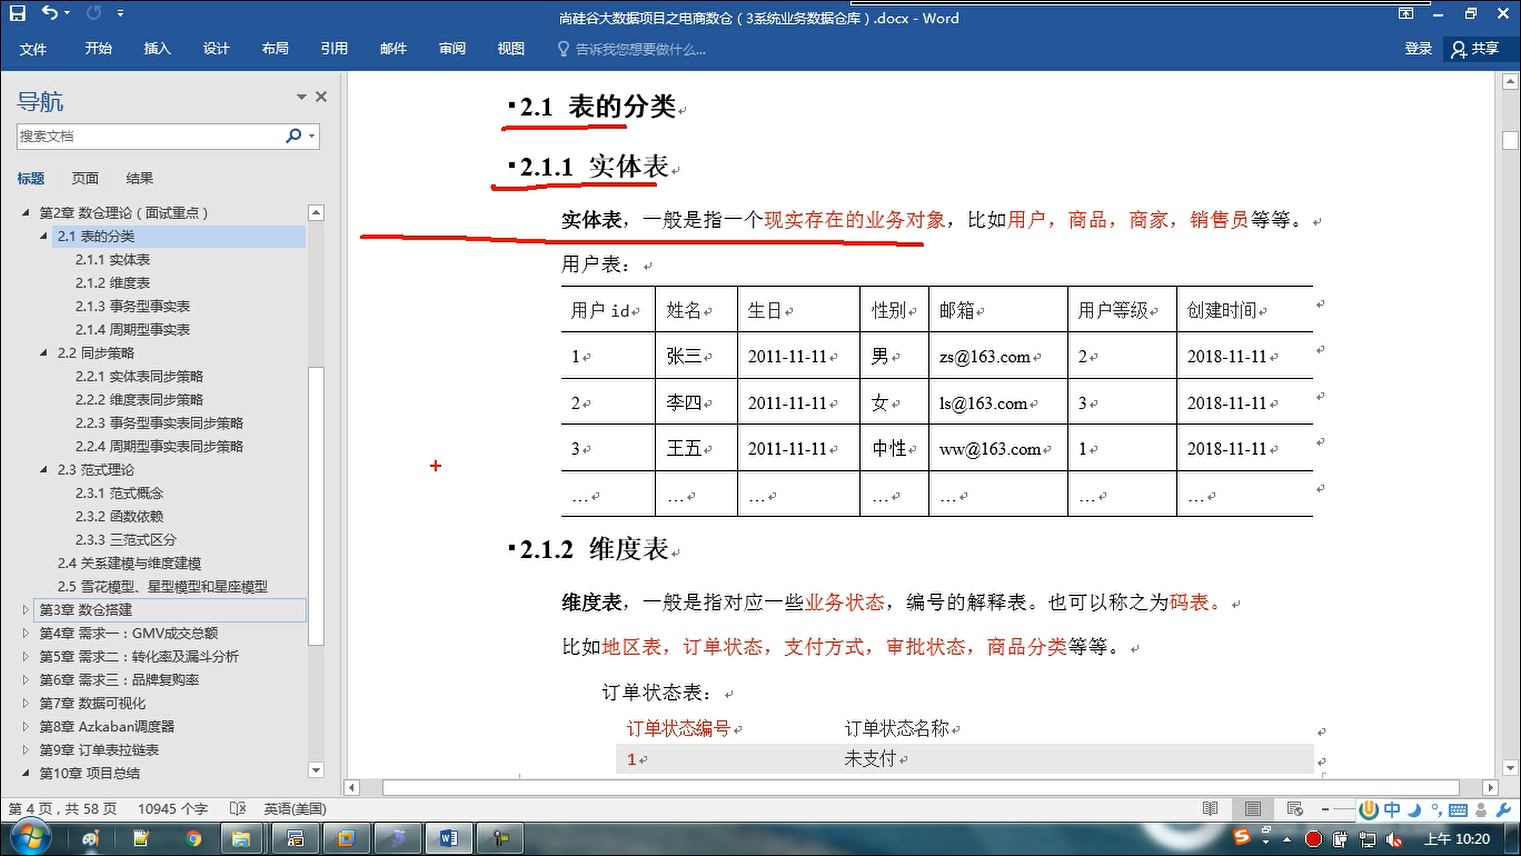 尚硅谷大数据项目之电商数仓（3系统业务数据仓库）.docx - Word
文件 开始 插入 设计 布局 引用 邮件 审阅 视图 告诉我您想要做什么... 登录 共享
导航
搜索文档
标题 页面 结果
第2章 数仓理论（面试重点）
2.1 表的分类
2.1.1 实体表
2.1.2 维度表
2.1.3 事务型事实表
2.1.4 周期型事实表
2.2 同步策略
2.2.1 实体表同步策略
2.2.2 维度表同步策略
2.2.3 事务型事实表同步策略
2.2.4 周期型事实表同步策略
2.3 范式理论
2.3.1 范式概念
2.3.2 函数依赖
2.3.3 三范式区分
2.4 关系建模与维度建模
2.5 雪花模型、星型模型和星座模型
第3章 数仓搭建
第4章 需求一：GMV成交总额
第5章 需求二：转化率及漏斗分析
第6章 需求三：品牌复购率
第7章 数据可视化
第8章 Azkaban调度器
第9章 订单表拉链表
第10章 项目总结
2.1 表的分类
2.1.1 实体表
实体表，一般是指一个现实存在的业务对象，比如用户，商品，商家，销售员等等。
用户表：
用户 id 姓名 生日 性别 邮箱 用户等级 创建时间
1 张三 2011-11-11 男 zs@163.com 2 2018-11-11
2 李四 2011-11-11 女 ls@163.com 3 2018-11-11
3 王五 2011-11-11 中性 ww@163.com 1 2018-11-11
… … … … … … …
2.1.2 维度表
维度表，一般是指对应一些业务状态，编号的解释表。也可以称之为码表。
比如地区表，订单状态，支付方式，审批状态，商品分类等等。
订单状态表：
订单状态编号 订单状态名称
1 未支付
第 4 页，共 58 页 10945 个字 英语(美国) 中
上午 10:20